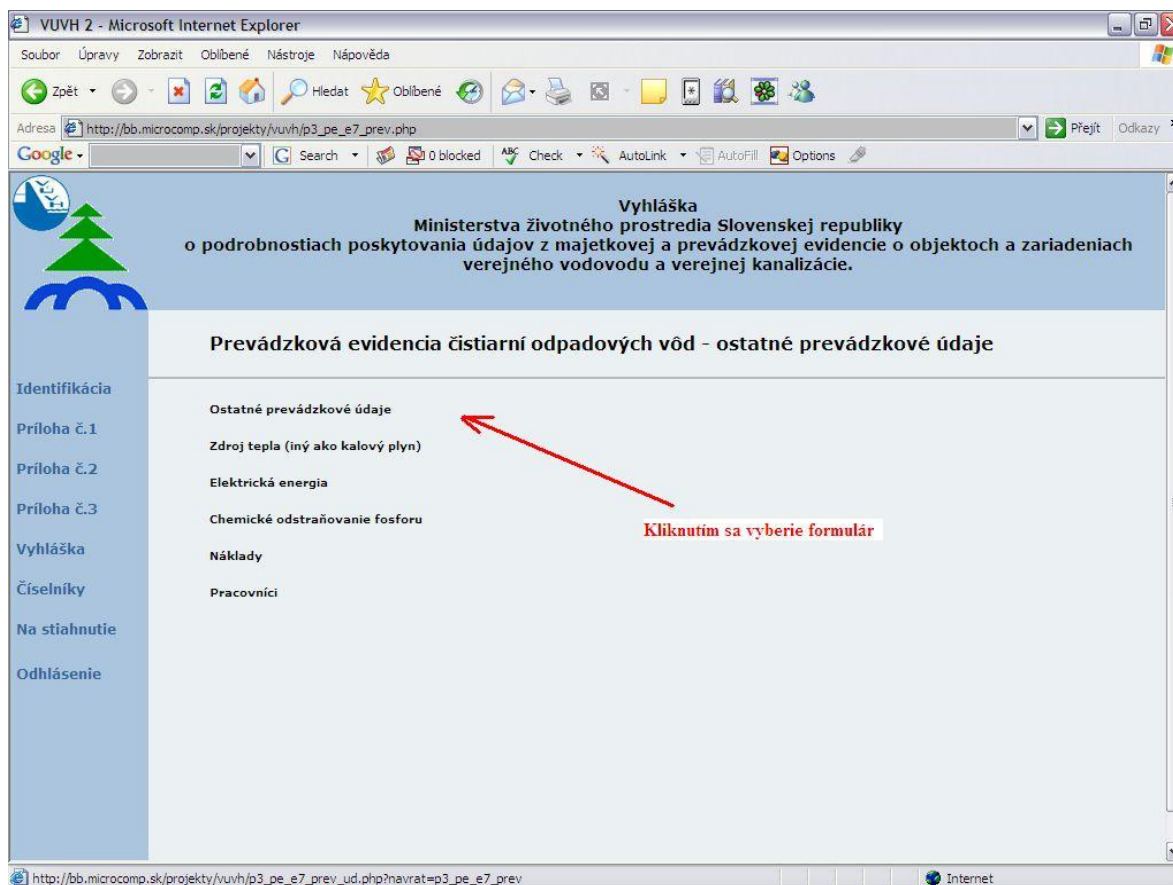 VUVH 2 - Microsoft Internet Explorer
Soubor Úpravy Zobrazit Oblíbené Nástroje Nápověda
Zpět Hledat Oblíbené
Adresa http://bb.microcomp.sk/projekty/vuvh/p3_pe_e7_prev.php Přejít Odkazy
Google Search 0 blocked ABC Check AutoLink AutoFill Options
Vyhláška
Ministerstva životného prostredia Slovenskej republiky
o podrobnostiach poskytovania údajov z majetkovej a prevádzkovej evidencie o objektoch a zariadeniach
verejného vodovodu a verejnej kanalizácie.
Prevádzková evidencia čistiarní odpadových vôd - ostatné prevádzkové údaje
Identifikácia
Príloha č.1
Príloha č.2
Príloha č.3
Vyhláška
Číselníky
Na stiahnutie
Odhlásenie
Ostatné prevádzkové údaje
Zdroj tepla (iný ako kalový plyn)
Elektrická energia
Chemické odstraňovanie fosforu
Náklady
Pracovníci
Kliknutím sa vyberie formulár
http://bb.microcomp.sk/projekty/vuvh/p3_pe_e7_prev_ud.php?navrat=p3_pe_e7_prev Internet